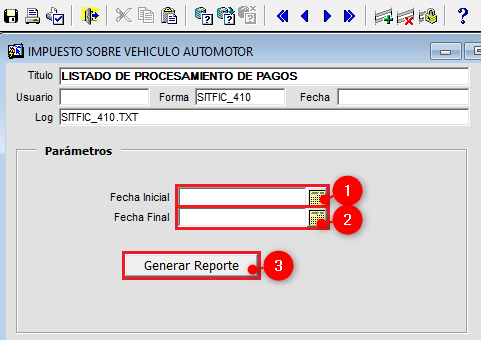 ?
IMPUESTO SOBRE VEHICULO AUTOMOTOR
Titulo LISTADO DE PROCESAMIENTO DE PAGOS
Usuario Forma SITFIC_410 Fecha
Log SITFIC_410.TXT
Parámetros
Fecha Inicial 1
Fecha Final 2
Generar Reporte 3